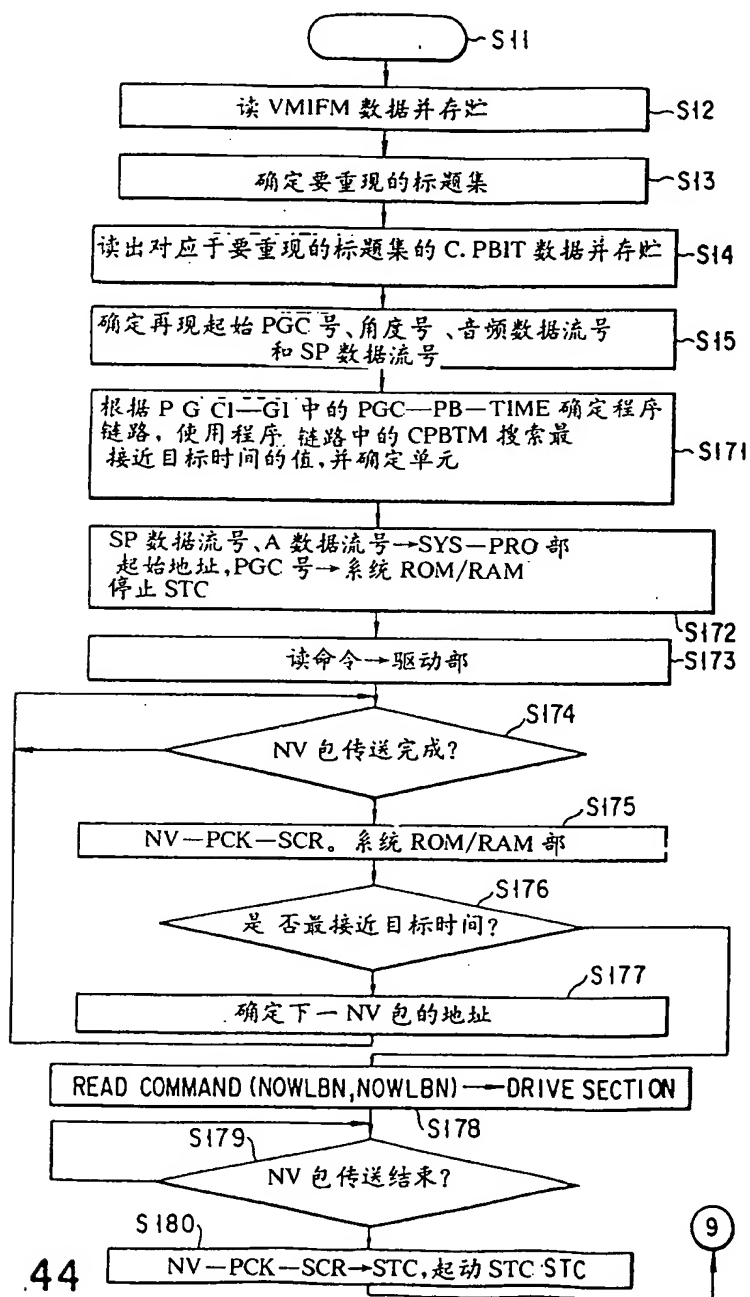 S11
读 VMIFM 数据并存贮
S12
确定要重现的标题集
S13
读出对应于要重现的标题集的 C. PBIT 数据并存贮
S14
确定再现起始 PGC 号、角度号、音频数据流号
和 SP 数据流号
S15
根据 P G CI—GI 中的 PGC—PB—TIME 确定程序
链路, 使用程序 链路中的 CPBTM 搜索最
接近目标时间的值,并确定单元
S171
SP 数据流号、A 数据流号→SYS—PRO 部
起始地址,PGC 号→系统 ROM/RAM
停止 STC
S172
读命令→驱动部
S173
S174
NV 包传送完成?
S175
NV—PCK—SCR。系统 ROM/RAM 部
S176
是 否最接近目标时间?
S177
确定下一 NV 包的地址
READ COMMAND (NOWLBN,NOWLBN)→DRIVE SECTION
S178
S179
NV 包传送结束?
S180
9
NV—PCK—SCR→STC,起动 STC STC
.44